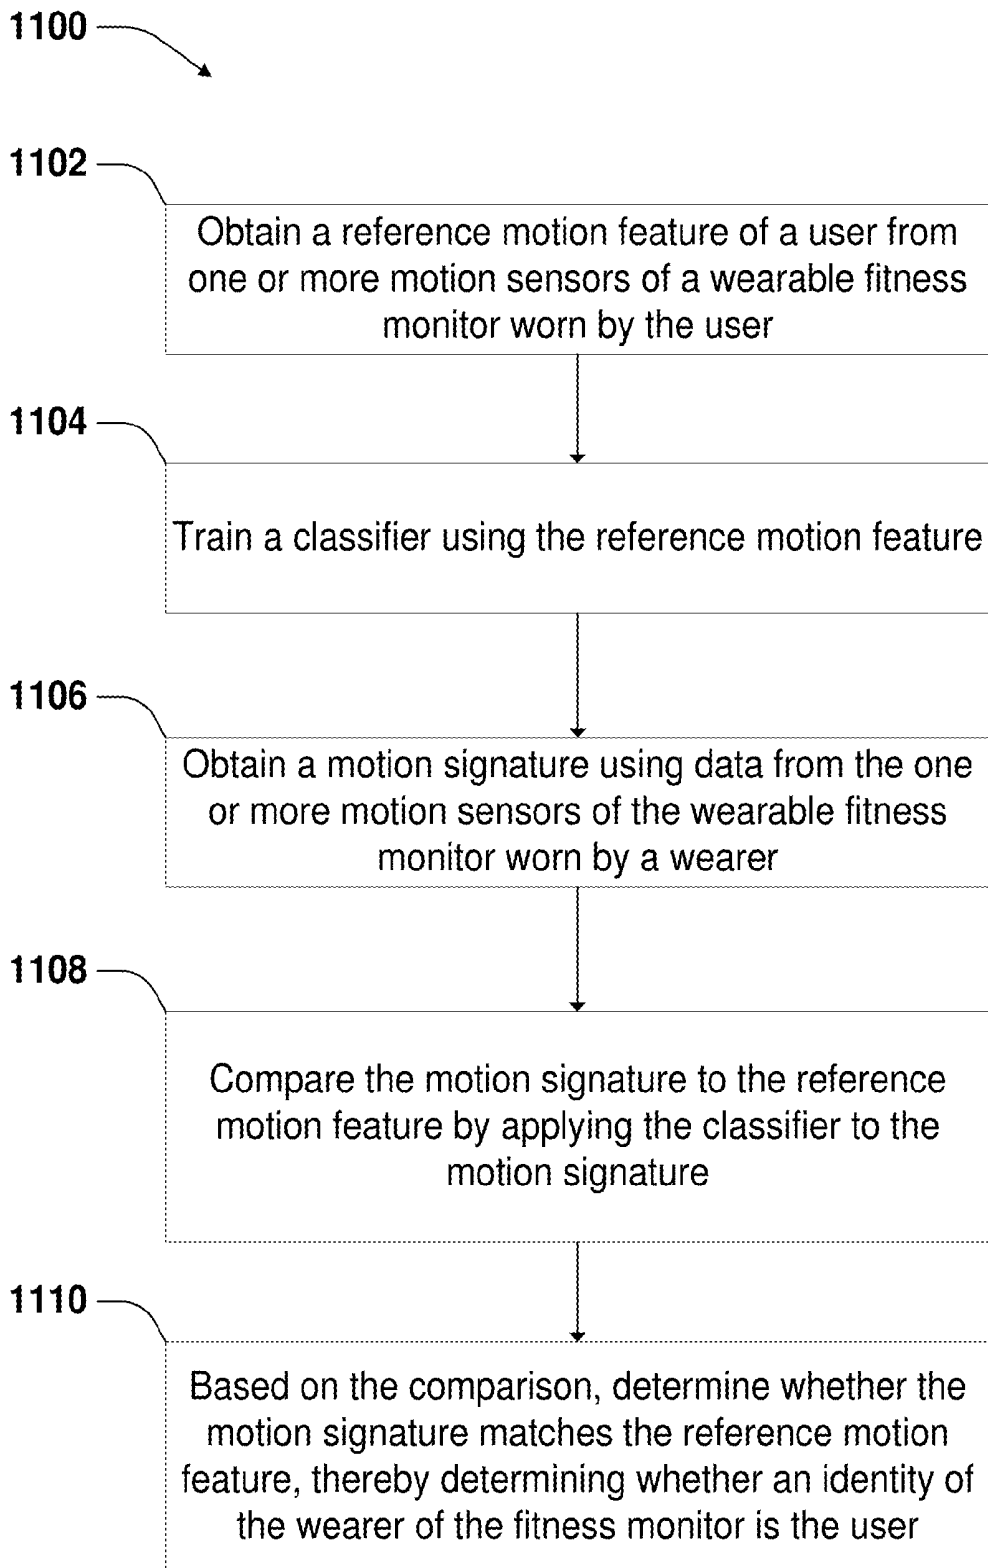 1100
1102
Obtain a reference motion feature of a user from
one or more motion sensors of a wearable fitness
monitor worn by the user
1104
Train a classifier using the reference motion feature
1106
Obtain a motion signature using data from the one
or more motion sensors of the wearable fitness
monitor worn by a wearer
1108
Compare the motion signature to the reference
motion feature by applying the classifier to the
motion signature
1110
Based on the comparison, determine whether the
motion signature matches the reference motion
feature, thereby determining whether an identity of
the wearer of the fitness monitor is the user